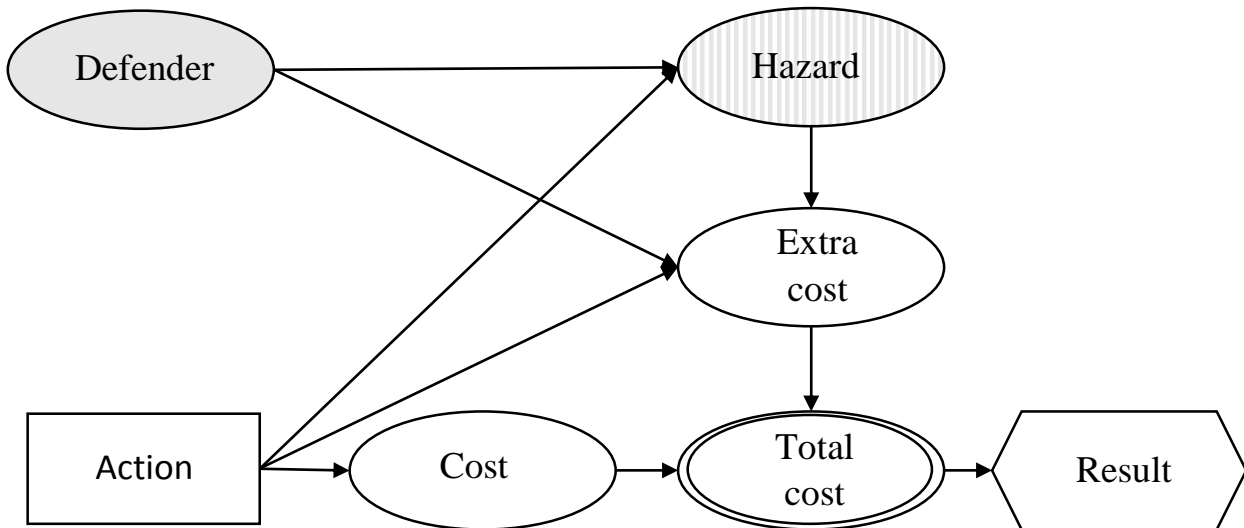 Defender
Hazard
Extra
cost
Action
Cost
Total
cost
Result